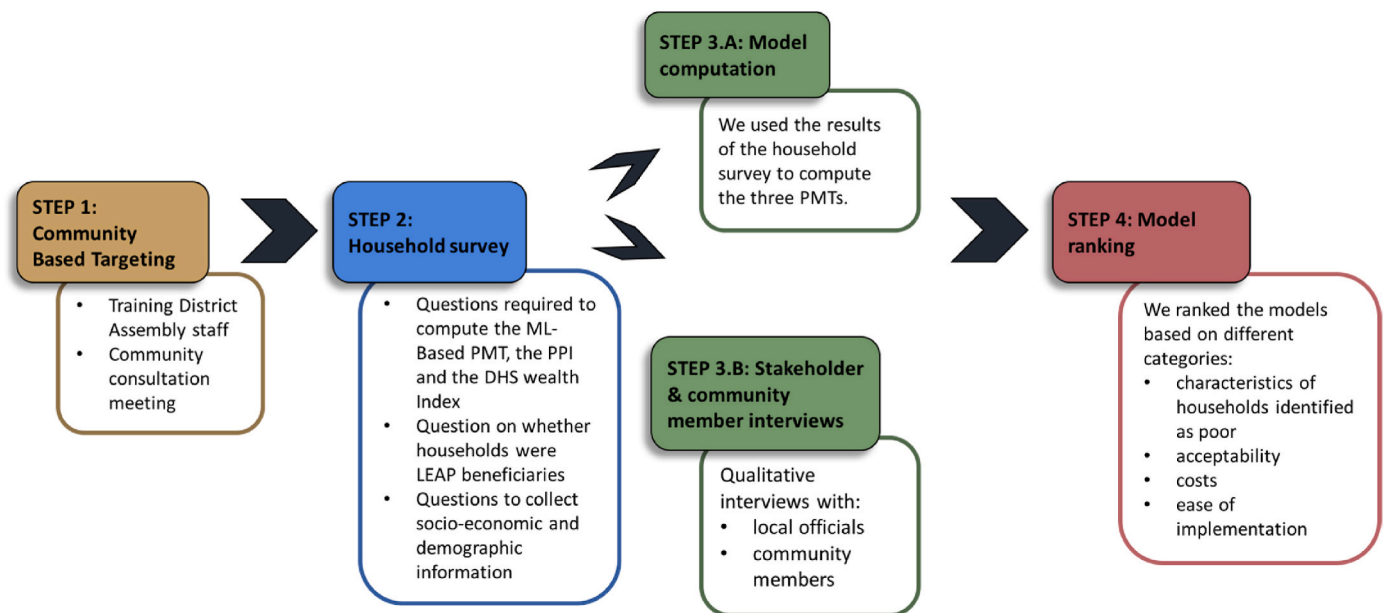 STEP 1:
Community
Based Targeting
• Training District
Assembly staff
• Community
consultation
meeting
STEP 2:
Household survey
• Questions required to
compute the ML-
Based PMT, the PPI
and the DHS wealth
Index
• Question on whether
households were
LEAP beneficiaries
• Questions to collect
socio-economic and
demographic
information
STEP 3.A: Model
computation
We used the results
of the household
survey to compute
the three PMTs.
STEP 3.B: Stakeholder
& community
member interviews
Qualitative
interviews with:
• local officials
• community
members
STEP 4: Model
ranking
We ranked the models
based on different
categories:
• characteristics of
households identified
as poor
• acceptability
• costs
• ease of
implementation